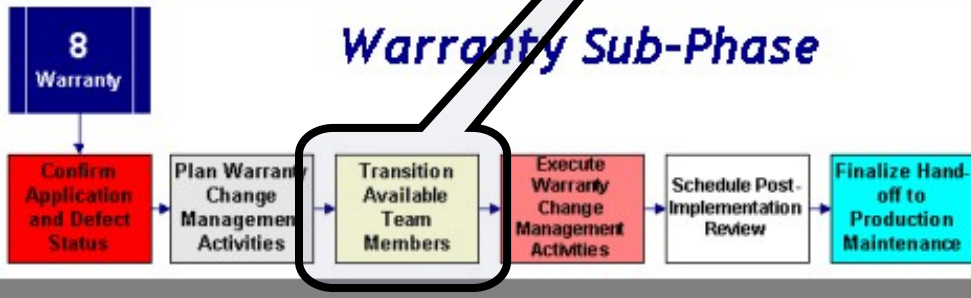 8
Warranty
Warranty Sub-Phase
Confirm
Application
and Defect
Status
Plan Warranty
Change
Management
Activities
Transition
Available
Team
Members
Execute
Warranty
Change
Management
Activities
Schedule Post-
Implementation
Review
Finalize Hand-
off to
Production
Maintenance